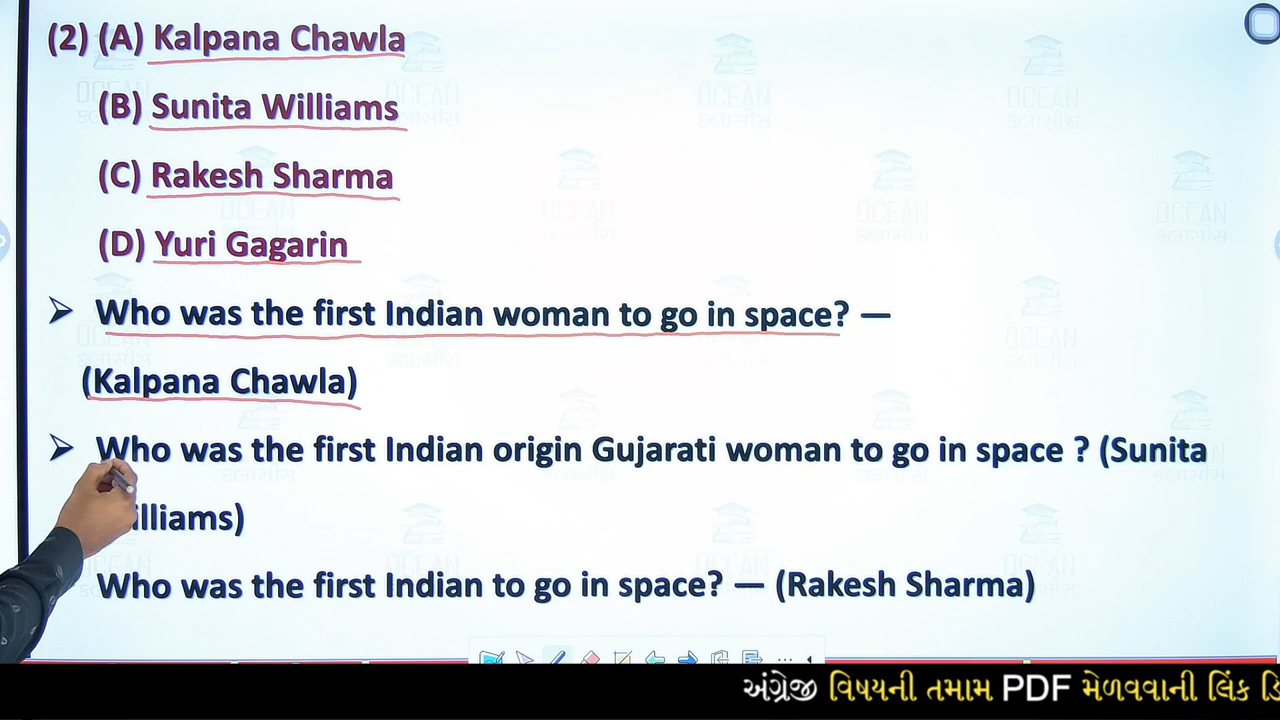 (2) (A) Kalpana Chawla
(B) Sunita Williams
(C) Rakesh Sharma
(D) Yuri Gagarin
➢ Who was the first Indian woman to go in space? —
(Kalpana Chawla)
➢ Who was the first Indian origin Gujarati woman to go in space ? (Sunita
illiams)
Who was the first Indian to go in space? — (Rakesh Sharma)
OCEAN
કલાસીસ
અંગ્રેજી વિષયની તમામ PDF મેળવવાની લિંક